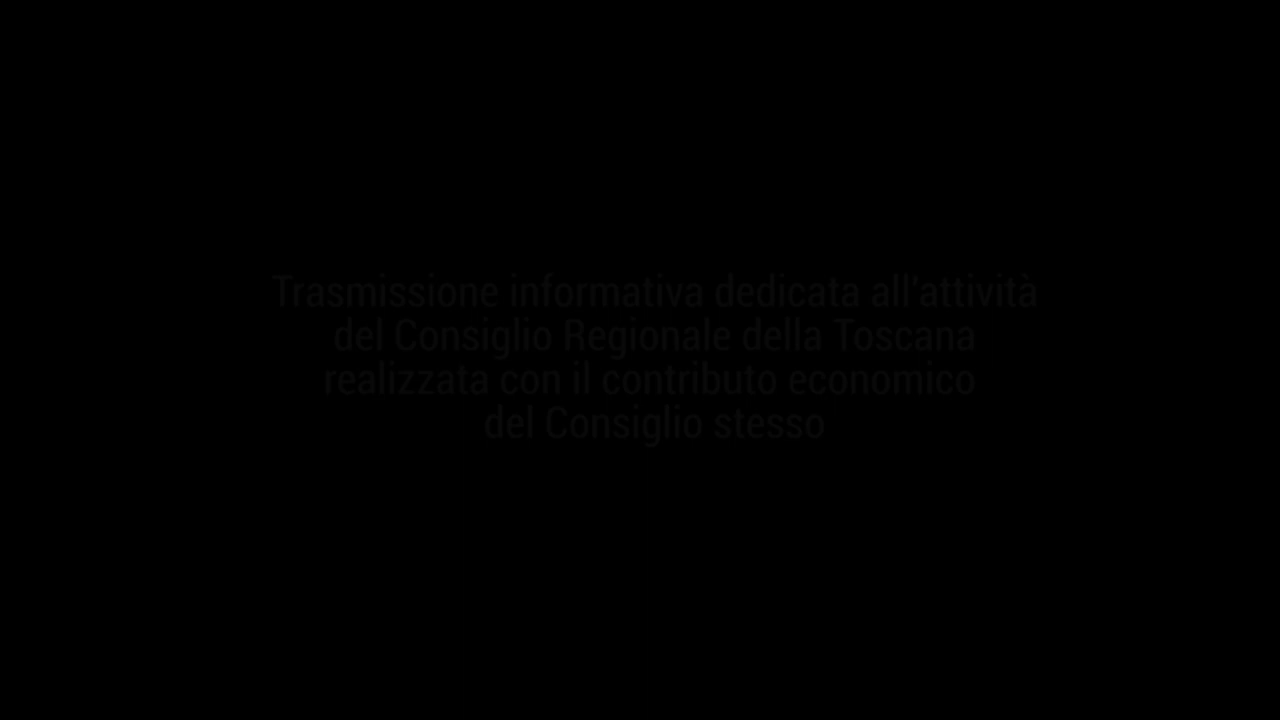 Trasmissione informativa dedicata all'attività
del Consiglio Regionale della Toscana
realizzata con il contributo economico
del Consiglio stesso